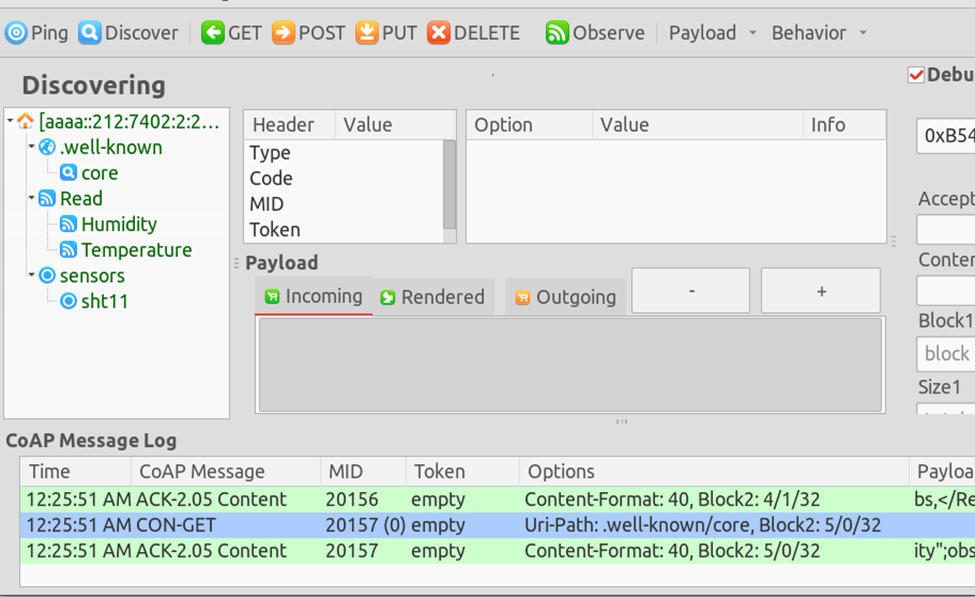 Ping Discover GET POST PUT DELETE Observe Payload Behavior
Discovering
[aaaa::212:7402:2:2...
.well-known
core
Read
Humidity
Temperature
sensors
sht11
Header Value
Type
Code
MID
Token
Option Value Info
Payload
Incoming Rendered Outgoing - +
Debu
0xB54
Accept
Conter
Block1
block
Size1
CoAP Message Log
Time CoAP Message MID Token Options Payloa
12:25:51 AM ACK-2.05 Content 20156 empty Content-Format: 40, Block2: 4/1/32 bs,</Re
12:25:51 AM CON-GET 20157 (0) empty Uri-Path: .well-known/core, Block2: 5/0/32
12:25:51 AM ACK-2.05 Content 20157 empty Content-Format: 40, Block2: 5/0/32 ity";obs